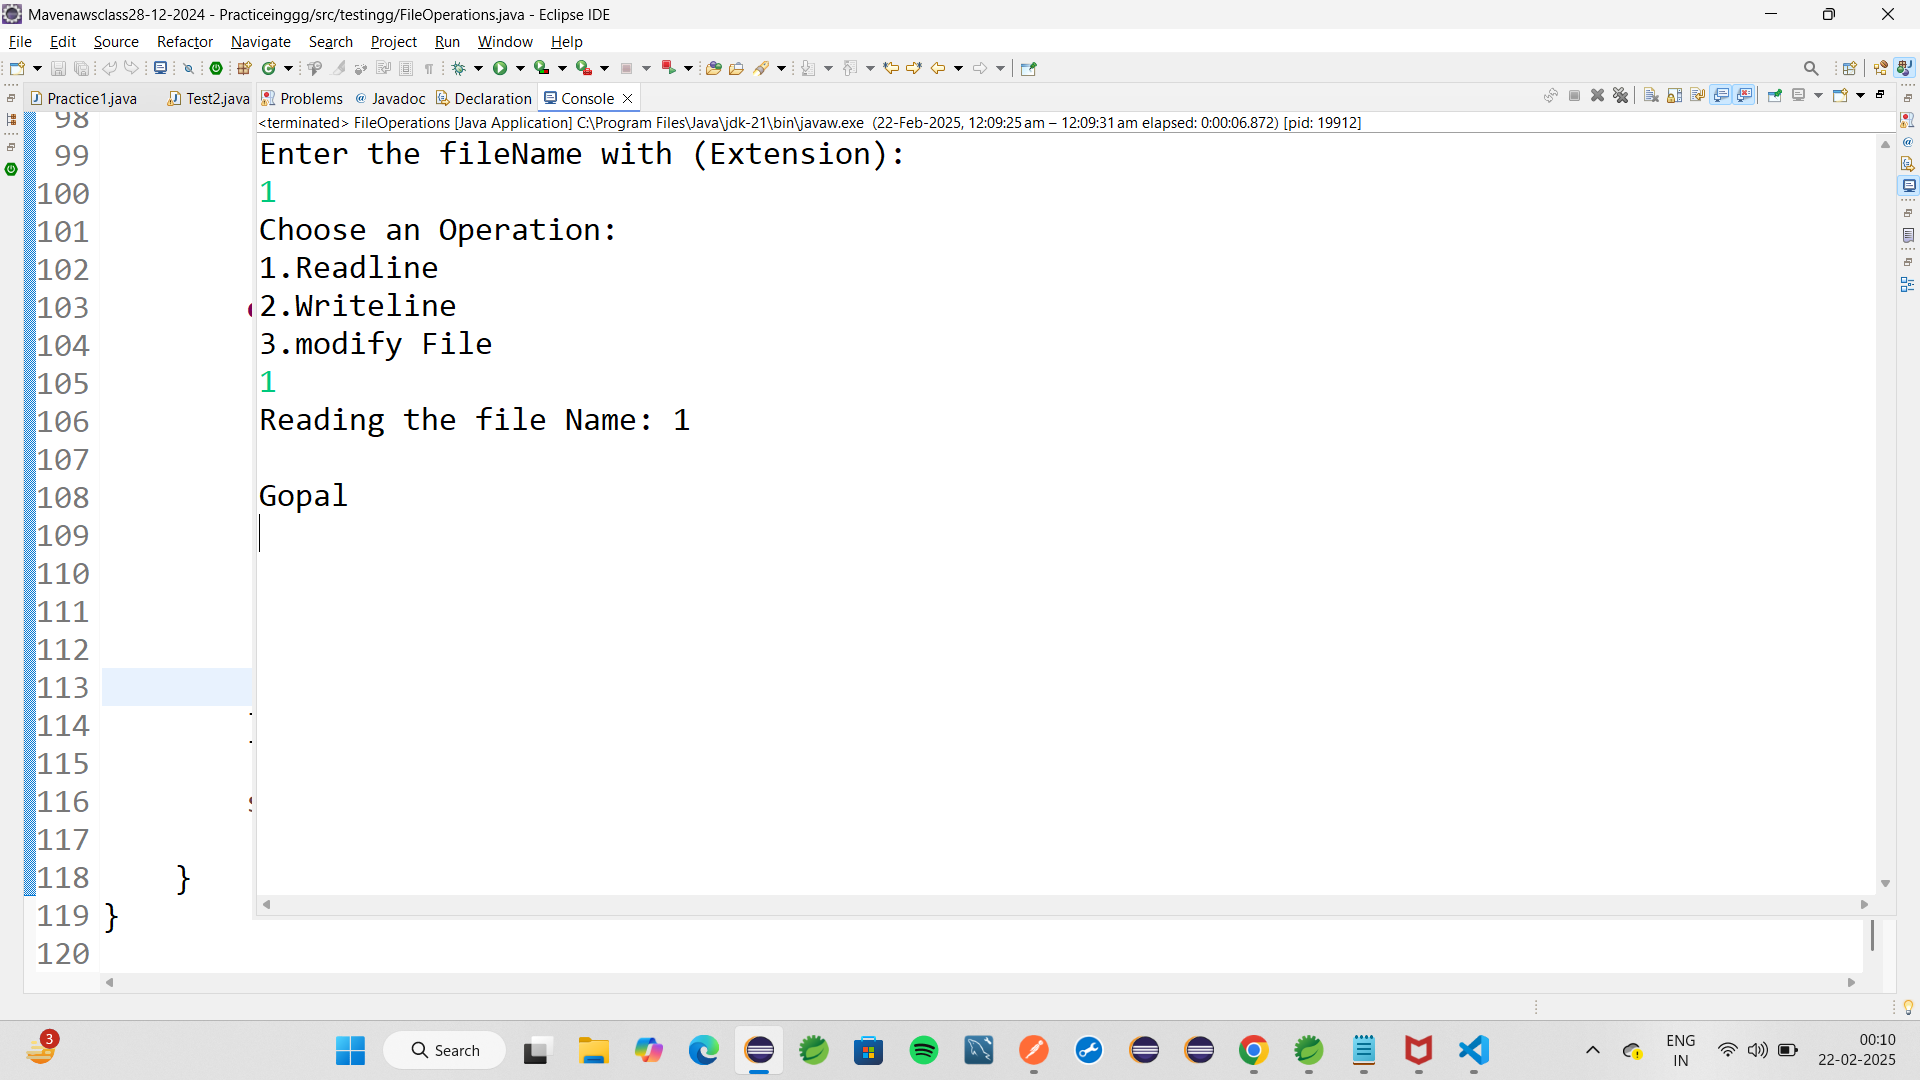 Mavenawsclass28-12-2024 - Practiceinggg/src/testingg/FileOperations.java - Eclipse IDE
File Edit Source Refactor Navigate Search Project Run Window Help
Practice1.java Test2.java Problems @ Javadoc Declaration Console
<terminated> FileOperations [Java Application] C:\Program Files\Java\jdk-21\bin\javaw.exe (22-Feb-2025, 12:09:25 am – 12:09:31 am elapsed: 0:00:06.872) [pid: 19912]
98
99 Enter the fileName with (Extension):
100 1
101 Choose an Operation:
102 1.Readline
103 2.Writeline
104 3.modify File
105 1
106 Reading the file Name: 1
107
108 Gopal
109
110
111
112
113
114
115
116
117
118 }
119 }
120
3
Search
ENG
IN
00:10
22-02-2025